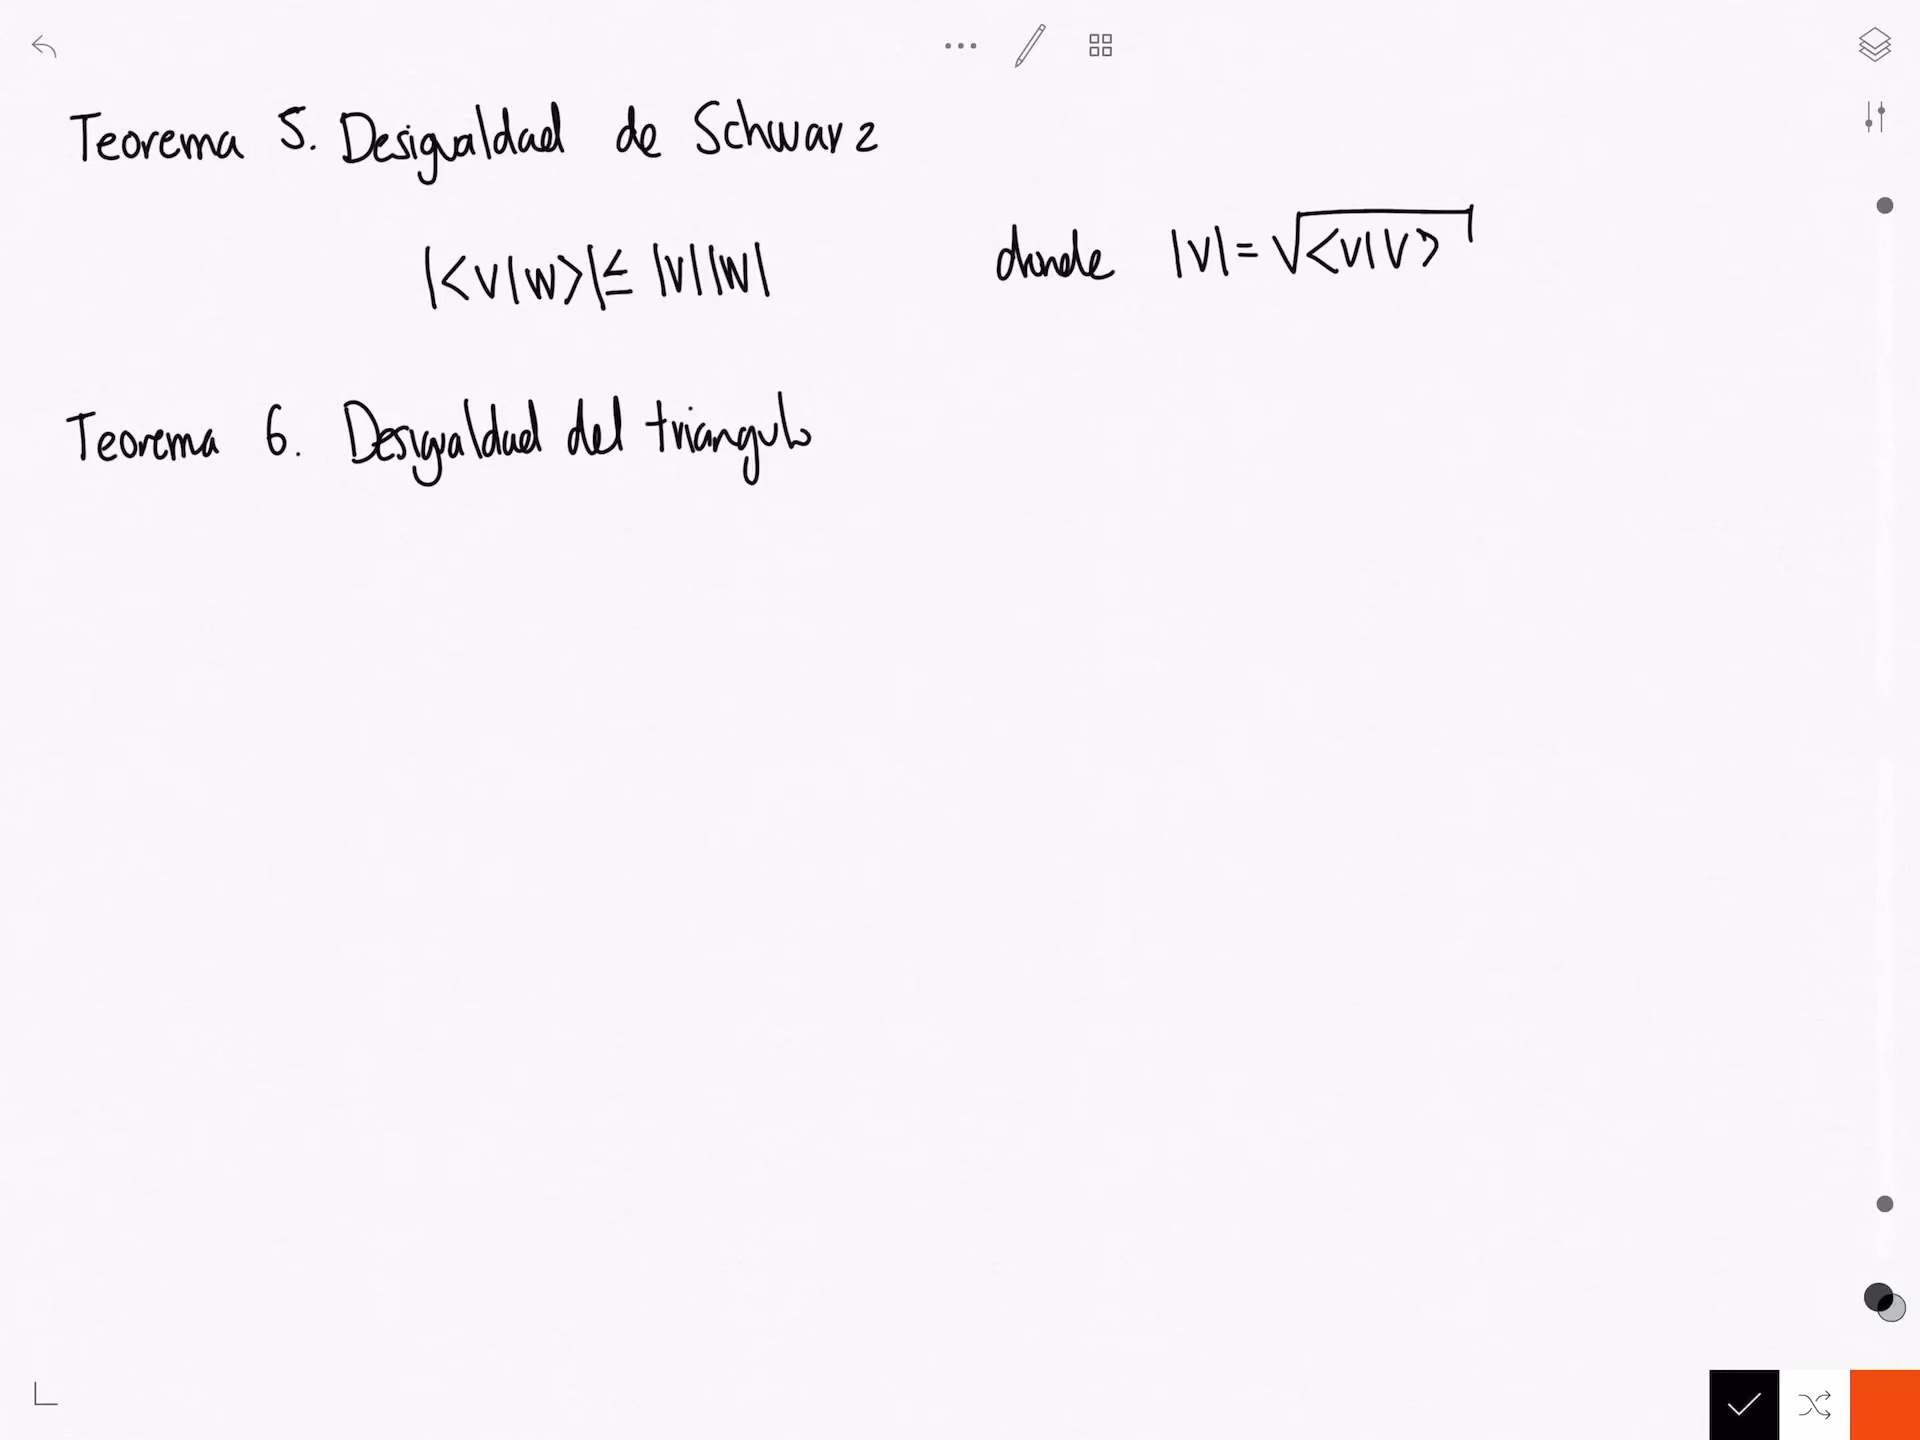 Teorema 5. Desigualdad de Schwarz
|<V|W>| ≤ |V||W| donde |V| = √<V|V>
Teorema 6. Desigualdad del triangulo